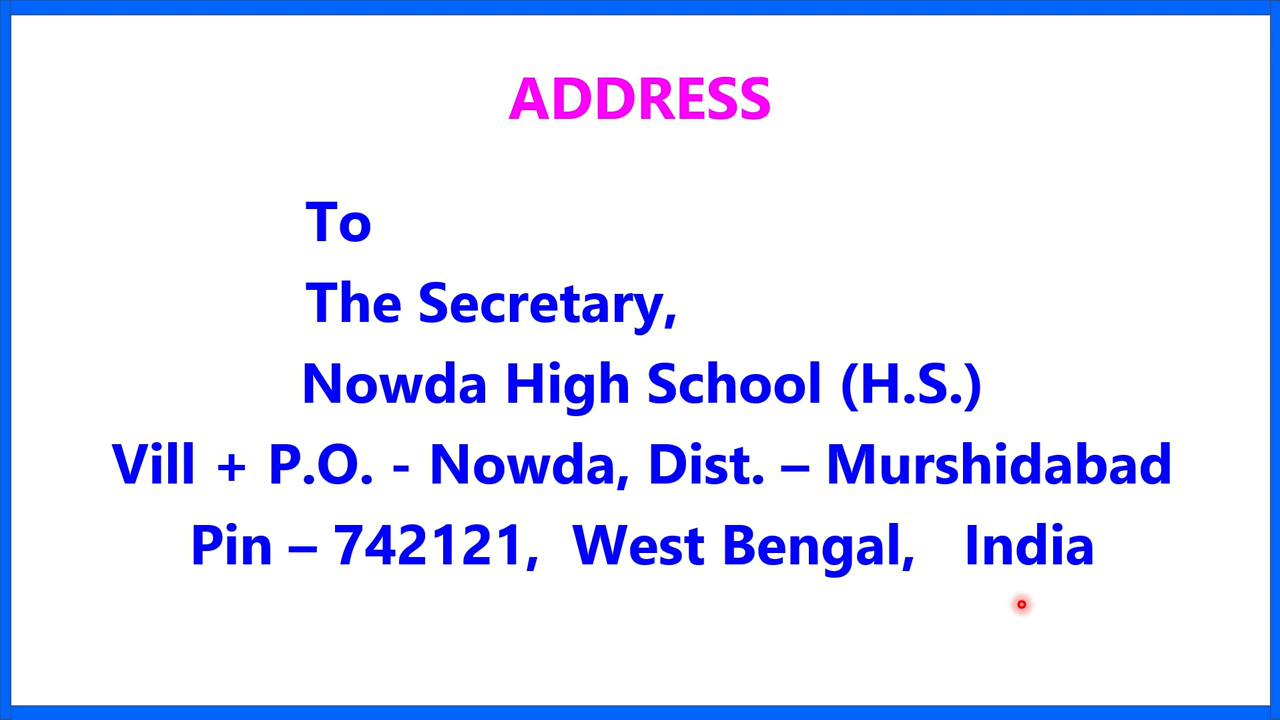 ADDRESS
To
The Secretary,
Nowda High School (H.S.)
Vill + P.O. - Nowda, Dist. – Murshidabad
Pin – 742121, West Bengal, India